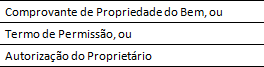 Comprovante de Propriedade do Bem, ou
Termo de Permissão, ou
Autorização do Proprietário